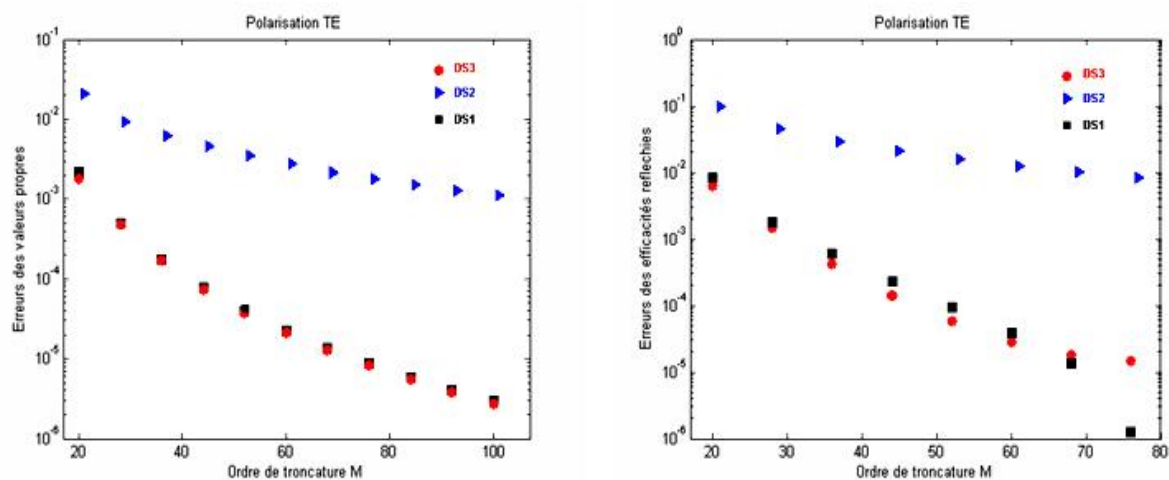 Polarisation TE
10^-1
10^-2
10^-3
10^-4
10^-5
10^-6
Erreurs des valeurs propres
DS3
DS2
DS1
20 40 60 80 100
Ordre de troncature M
Polarisation TE
10^0
10^-1
10^-2
10^-3
10^-4
10^-5
10^-6
Erreurs des efficacités reflechies
DS3
DS2
DS1
20 30 40 50 60 70 80
Ordre de troncature M